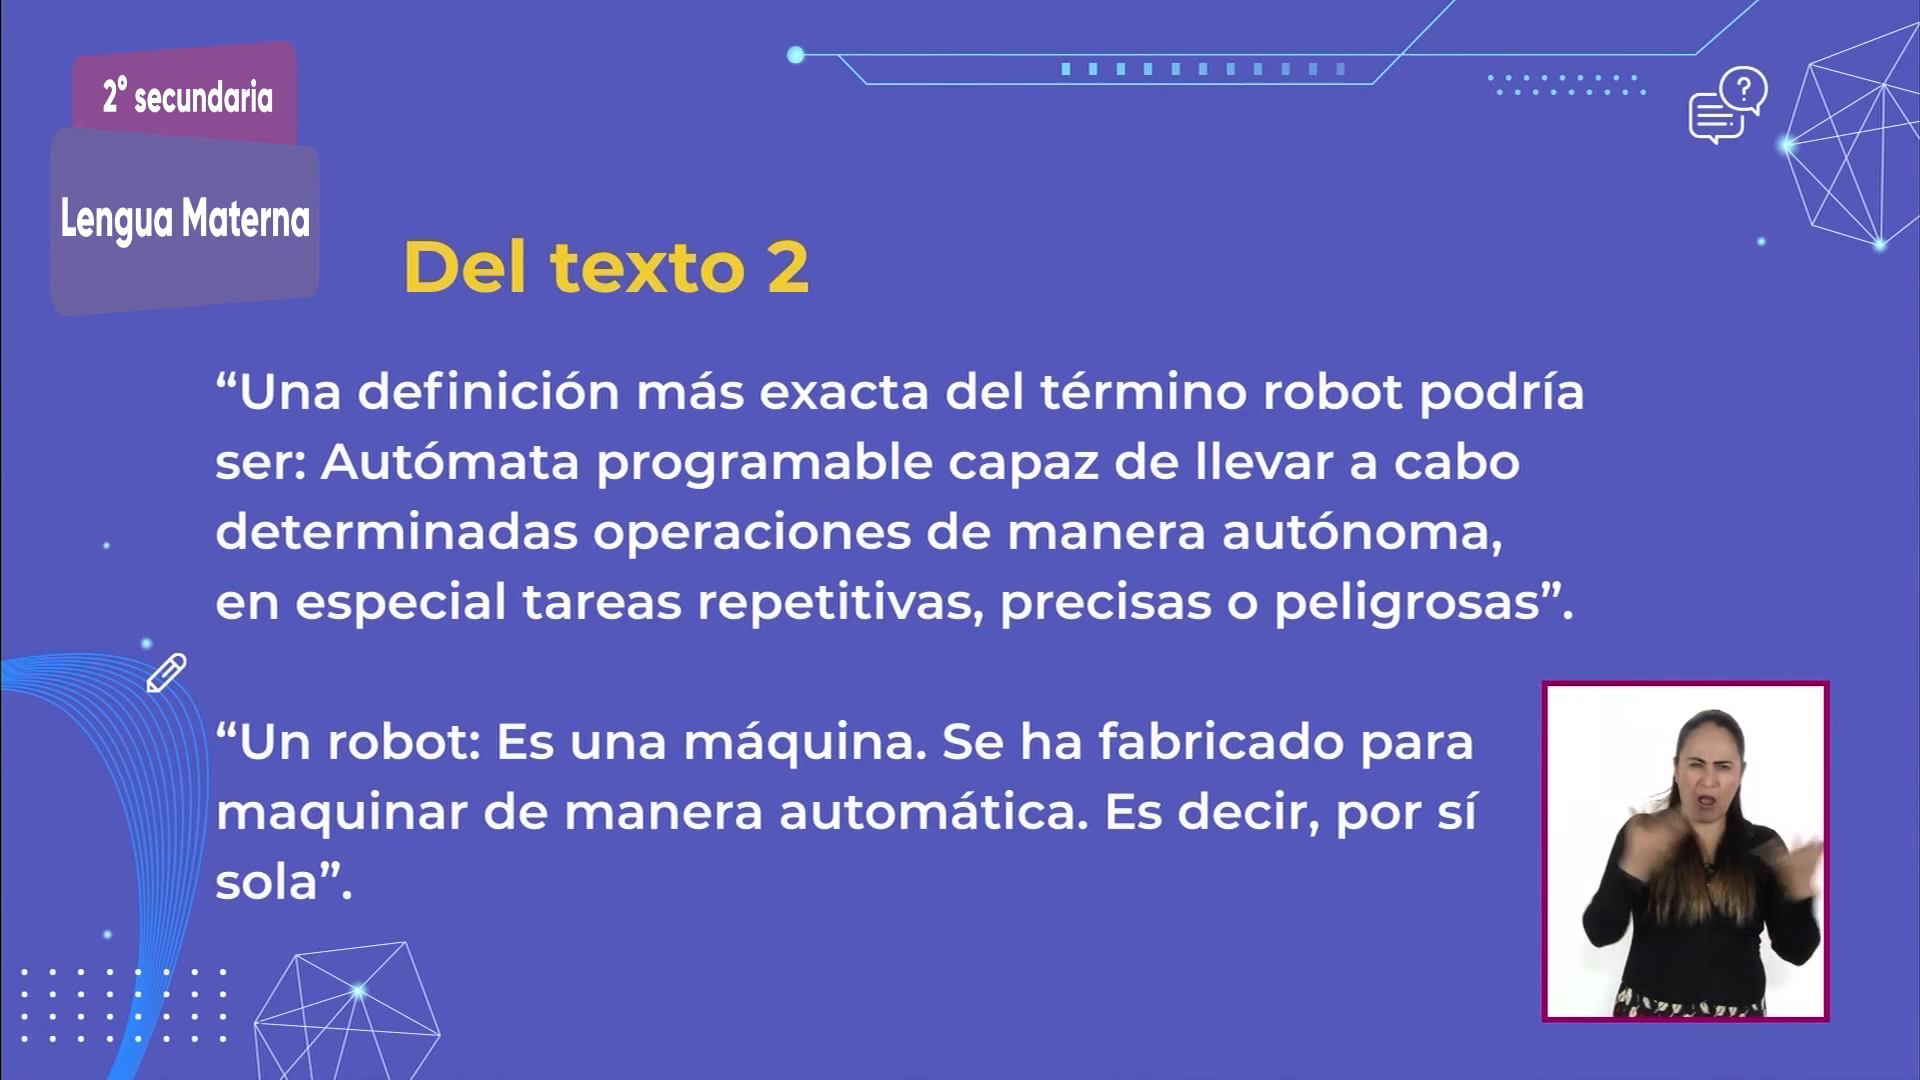 2° secundaria
Lengua Materna
Del texto 2
“Una definición más exacta del término robot podría
ser: Autómata programable capaz de llevar a cabo
determinadas operaciones de manera autónoma,
en especial tareas repetitivas, precisas o peligrosas”.
“Un robot: Es una máquina. Se ha fabricado para
maquinar de manera automática. Es decir, por sí
sola”.